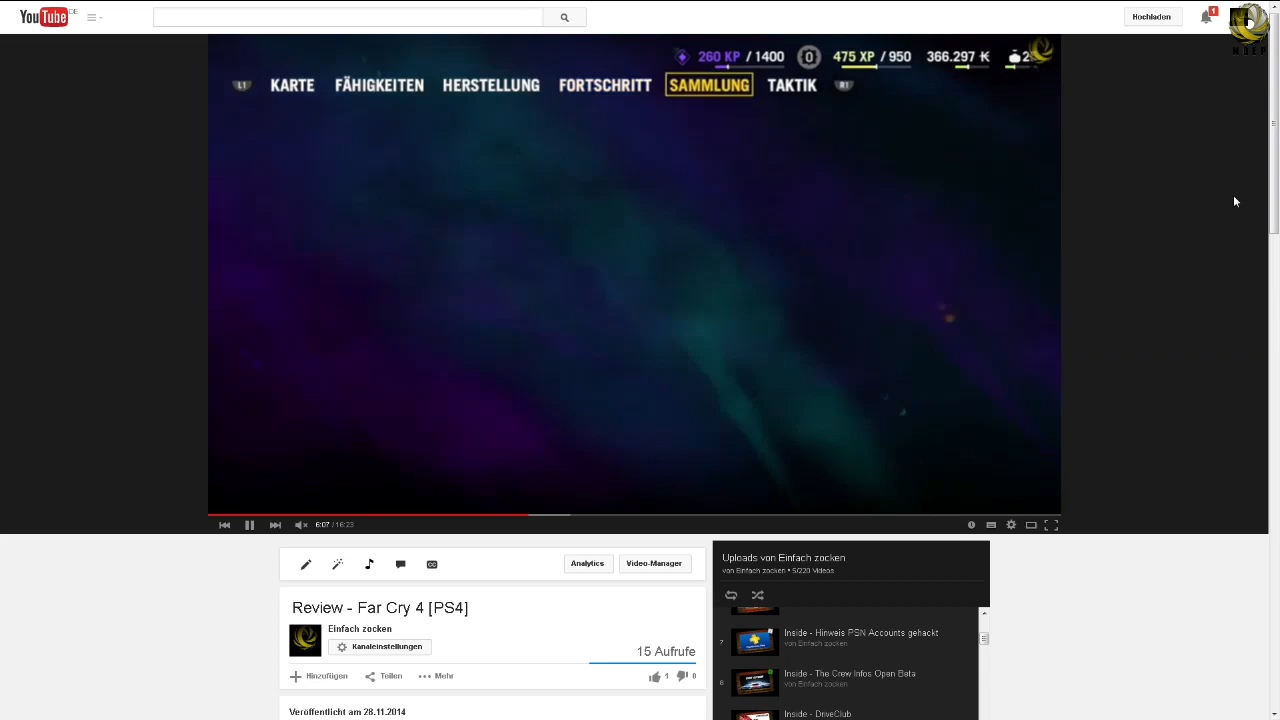 YouTube DE
Hochladen
1
260 KP / 1400
0
475 XP / 950
366.297
L1 KARTE FÄHIGKEITEN HERSTELLUNG FORTSCHRITT SAMMLUNG TAKTIK R1
6:07 / 16:23
CC
Analytics
Video-Manager
Review - Far Cry 4 [PS4]
Einfach zocken
Kanaleinstellungen
15 Aufrufe
Hinzufügen Teilen Mehr
1 0
Veröffentlicht am 28.11.2014
Uploads von Einfach zocken
von Einfach zocken • 5/220 Videos
7
Inside - Hinweis PSN Accounts gehackt
von Einfach zocken
Inside - The Crew Infos Open Beta
von Einfach zocken
Inside - DriveClub